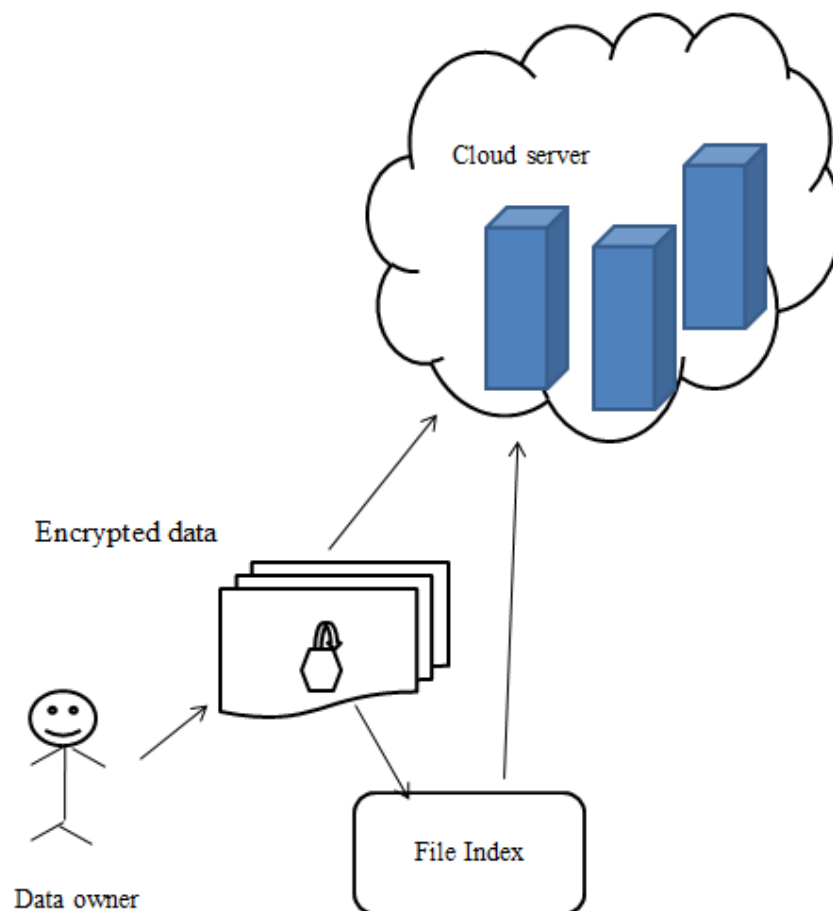 Cloud server
Encrypted data
File Index
Data owner